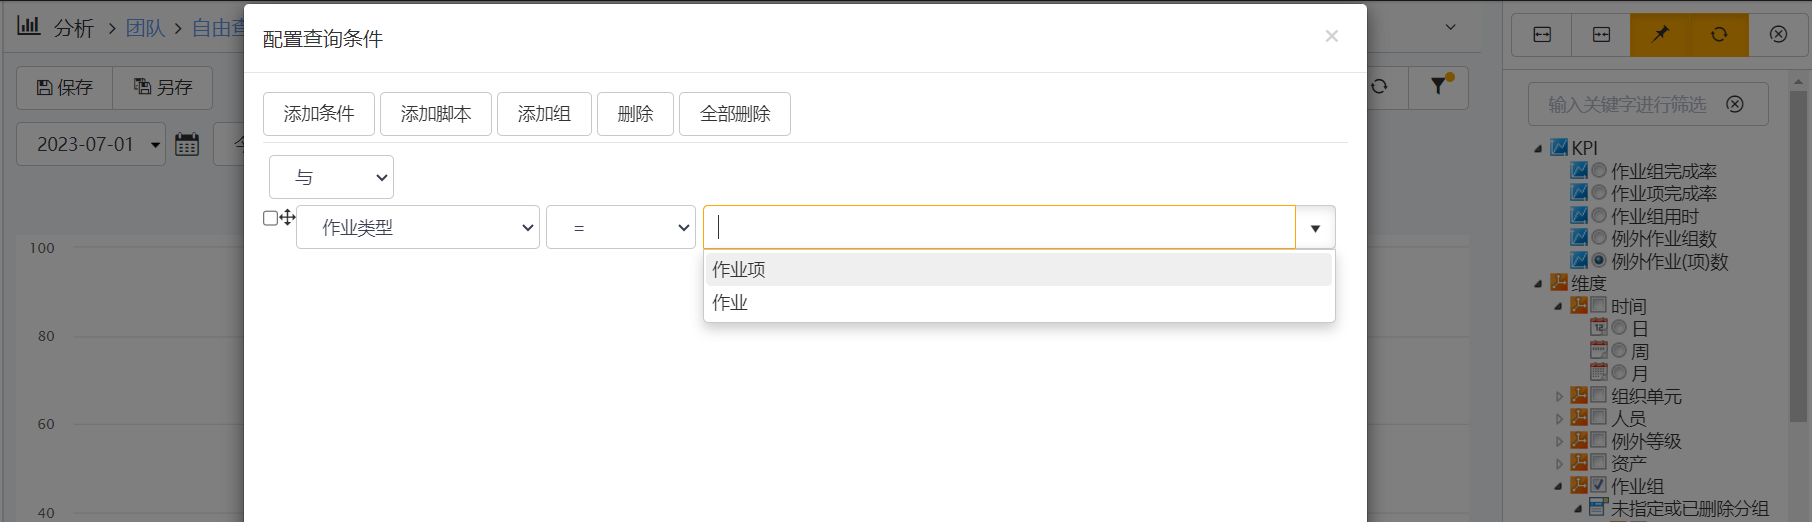 分析 > 团队 > 自由查
保存 另存
2023-07-01 今
100
80
60
40
配置查询条件 ×
添加条件 添加脚本 添加组 删除 全部删除
与
作业类型 =
作业项
作业
输入关键字进行筛选
KPI
作业组完成率
作业项完成率
作业组用时
例外作业组数
例外作业(项)数
维度
时间
日
周
月
组织单元
人员
例外等级
资产
作业组
未指定或已删除分组